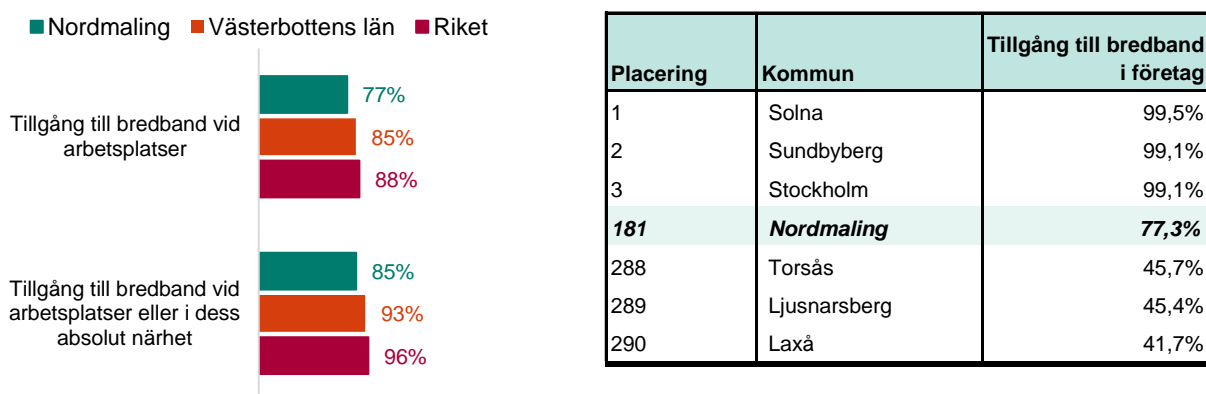 Nordmaling Västerbottens län Riket
Tillgång till bredband vid
arbetsplatser
77%
85%
88%
Tillgång till bredband vid
arbetsplatser eller i dess
absolut närhet
85%
93%
96%
Placering Kommun Tillgång till bredband
i företag
1 Solna 99,5%
2 Sundbyberg 99,1%
3 Stockholm 99,1%
181 Nordmaling 77,3%
288 Torsås 45,7%
289 Ljusnarsberg 45,4%
290 Laxå 41,7%